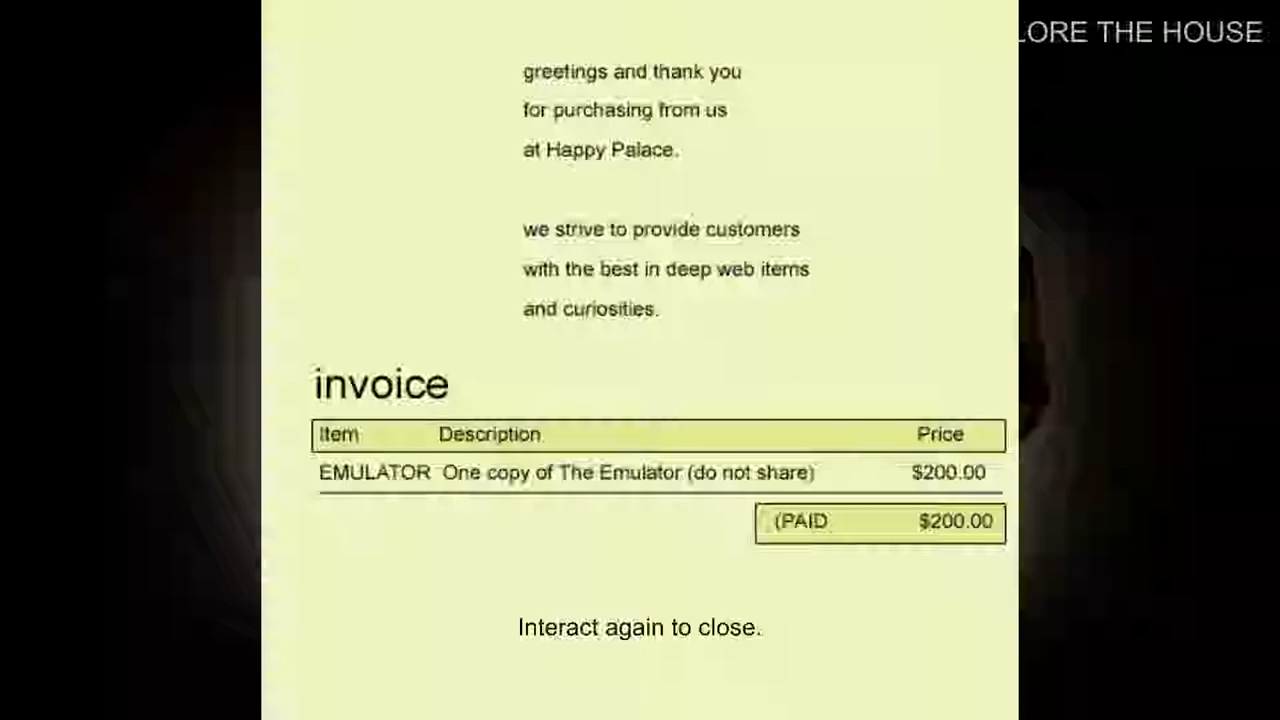 LORE THE HOUSE
greetings and thank you
for purchasing from us
at Happy Palace.
we strive to provide customers
with the best in deep web items
and curiosities.
invoice
Item Description Price
EMULATOR One copy of The Emulator (do not share) $200.00
(PAID $200.00
Interact again to close.